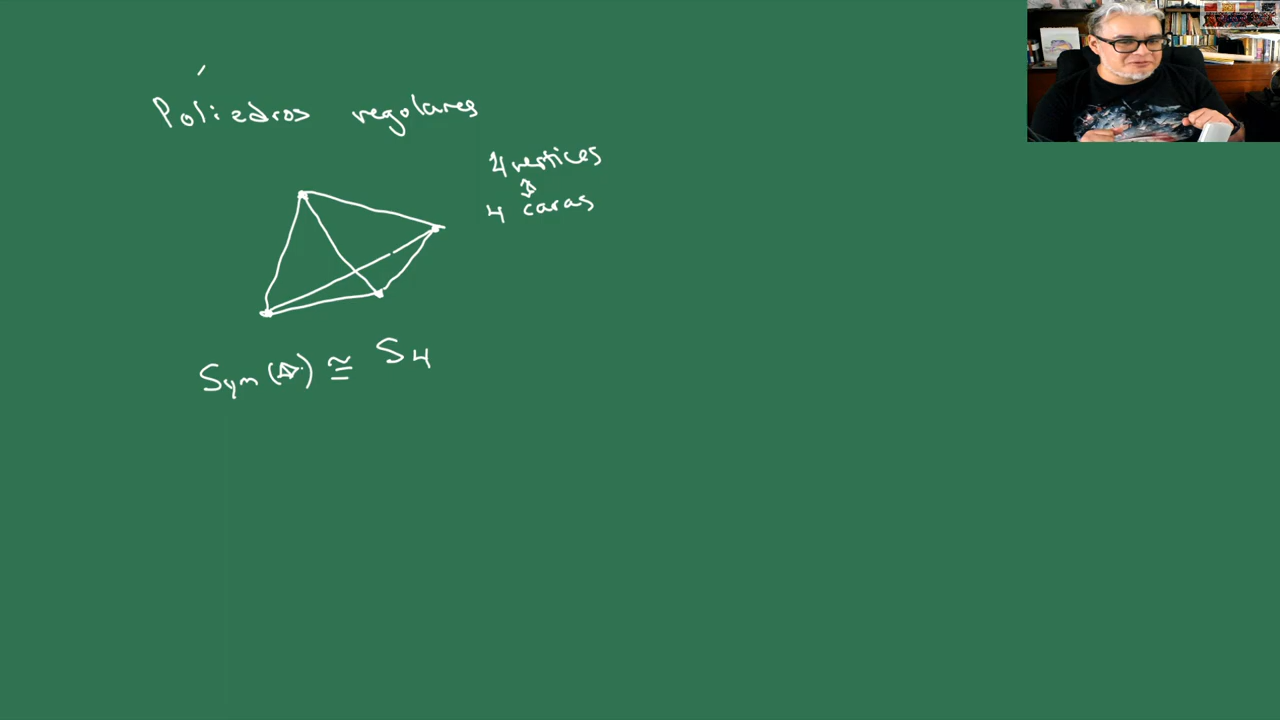 Poliedros regulares
4 vertices
4 caras
Sym( ) ≅ S4